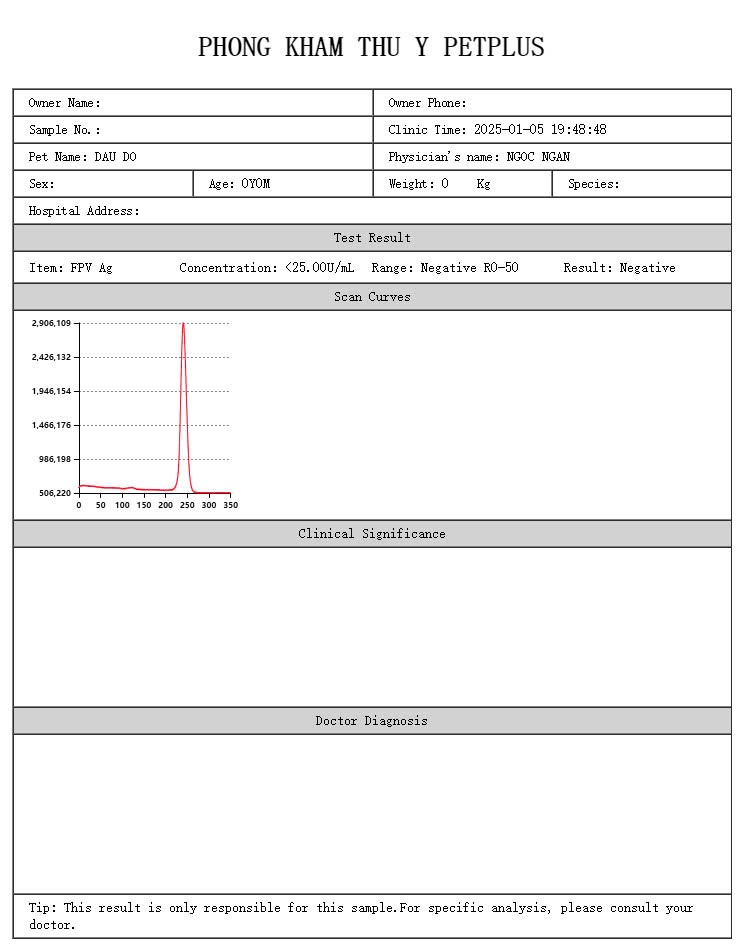 PHONG KHAM THU Y PETPLUS
Owner Name:
Owner Phone:
Sample No.:
Clinic Time: 2025-01-05 19:48:48
Pet Name: DAU DO
Physician's name: NGOC NGAN
Sex:
Age: 0Y0M
Weight: 0 Kg
Species:
Hospital Address:
Test Result
Item: FPV Ag Concentration: <25.00U/mL Range: Negative R0-50 Result: Negative
Scan Curves
2,906,109
2,426,132
1,946,154
1,466,176
986,198
506,220
0 50 100 150 200 250 300 350
Clinical Significance
Doctor Diagnosis
Tip: This result is only responsible for this sample.For specific analysis, please consult your
doctor.